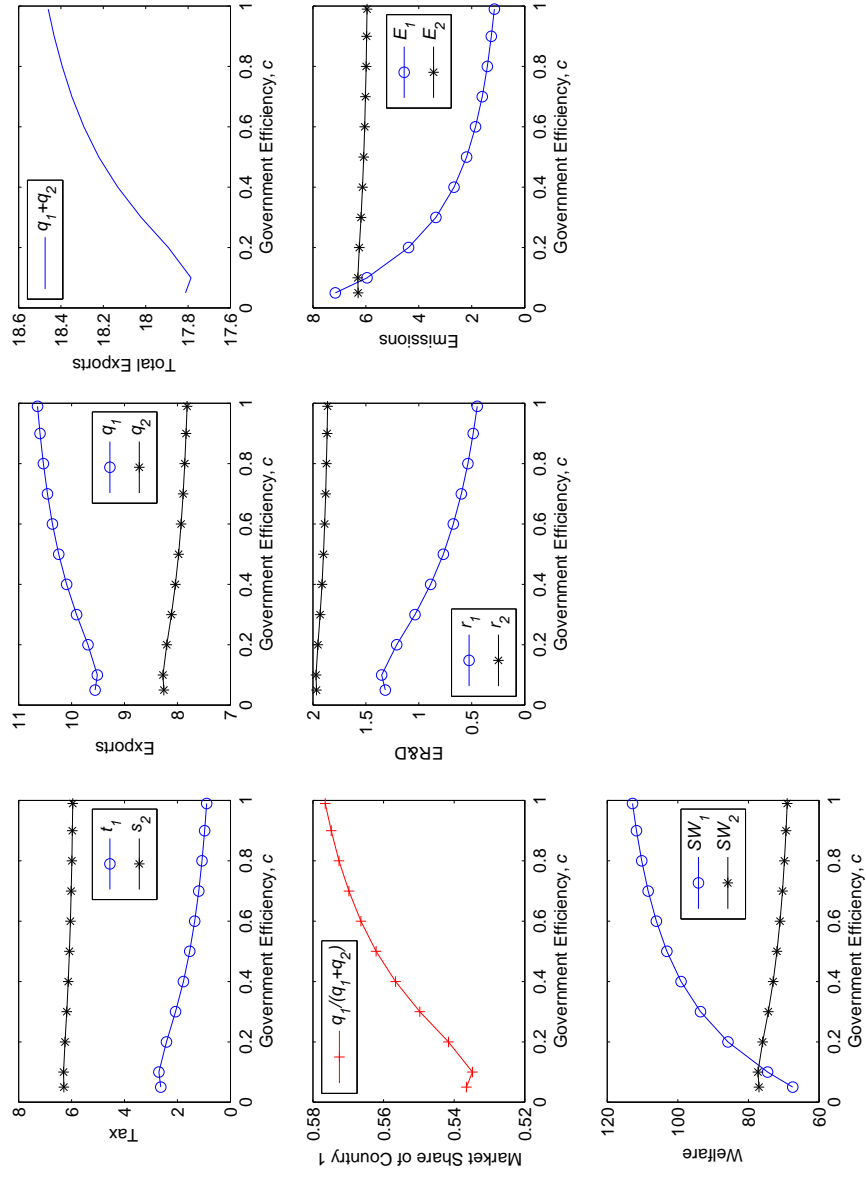 8
6
4
2
0
0
0.2
0.4
0.6
0.8
1
Tax
Government Efficiency, c
t1
s2
11
10
9
8
7
0
0.2
0.4
0.6
0.8
1
Exports
Government Efficiency, c
q1
q2
18.6
18.4
18.2
18
17.8
17.6
0
0.2
0.4
0.6
0.8
1
Total Exports
Government Efficiency, c
q1+q2
0.58
0.56
0.54
0.52
0
0.2
0.4
0.6
0.8
1
Market Share of Country 1
Government Efficiency, c
q1/(q1+q2)
2
1.5
1
0.5
0
0
0.2
0.4
0.6
0.8
1
ER&D
Government Efficiency, c
r1
r2
8
6
4
2
0
0
0.2
0.4
0.6
0.8
1
Emissions
Government Efficiency, c
E1
E2
120
100
80
60
0
0.2
0.4
0.6
0.8
1
Welfare
Government Efficiency, c
SW1
SW2